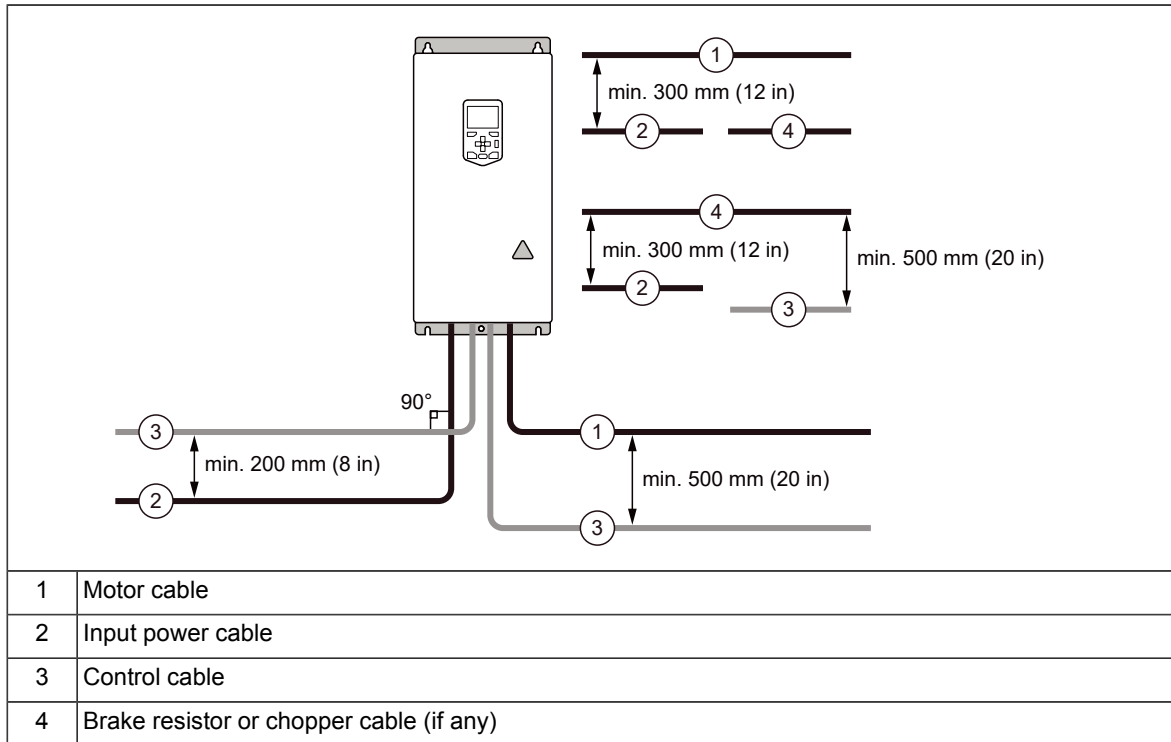 1
min. 300 mm (12 in)
2
4
4
min. 300 mm (12 in)
min. 500 mm (20 in)
2
3
90°
3
1
min. 200 mm (8 in)
min. 500 mm (20 in)
2
3
1 Motor cable
2 Input power cable
3 Control cable
4 Brake resistor or chopper cable (if any)